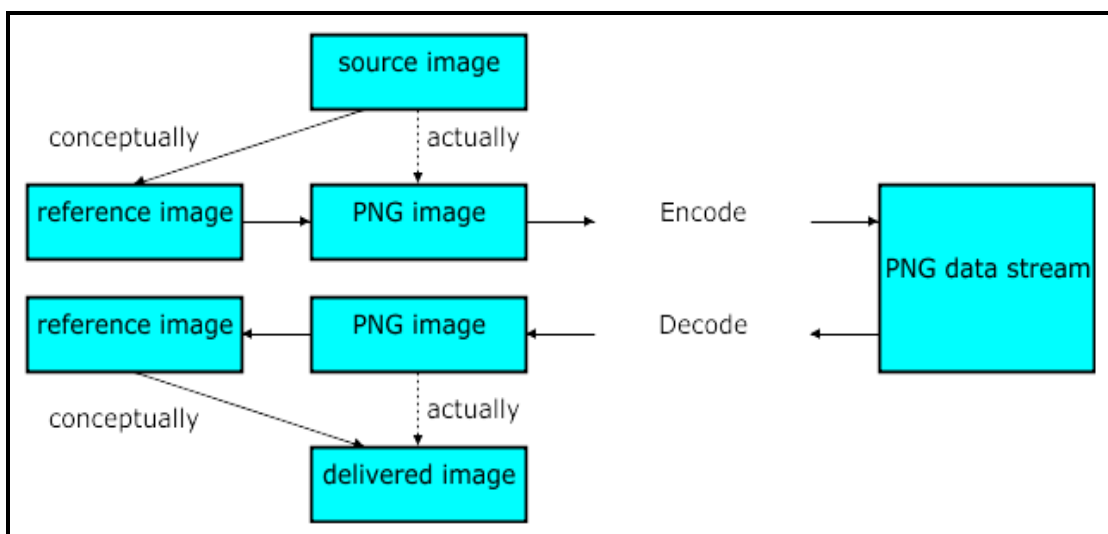 source image
conceptually
actually
reference image
PNG image
Encode
PNG data stream
reference image
PNG image
Decode
conceptually
actually
delivered image